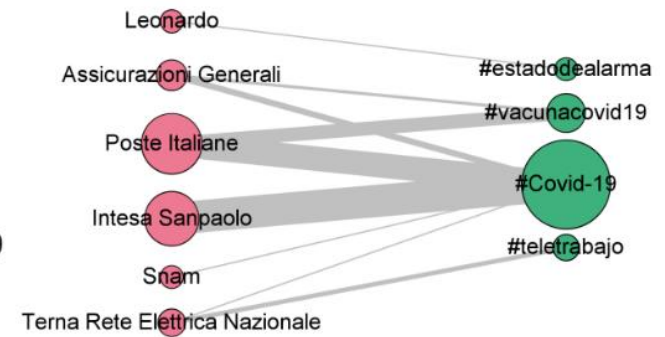 Leonardo
Assicurazioni Generali
Poste Italiane
Intesa Sanpaolo
Snam
Terna Rete Elettrica Nazionale
#estadodealarma
#vacunacovid19
#Covid-19
#teletrabajo